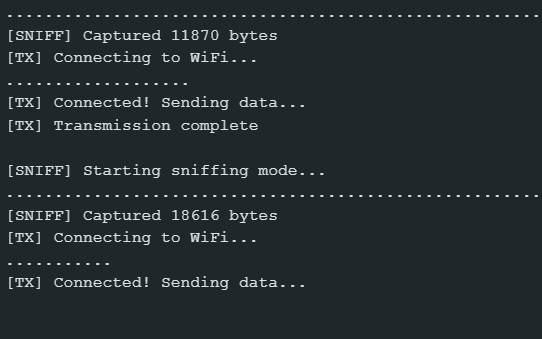 .......................................................
[SNIFF] Captured 11870 bytes
[TX] Connecting to WiFi...
...................
[TX] Connected! Sending data...
[TX] Transmission complete
[SNIFF] Starting sniffing mode...
.......................................................
[SNIFF] Captured 18616 bytes
[TX] Connecting to WiFi...
...........
[TX] Connected! Sending data...